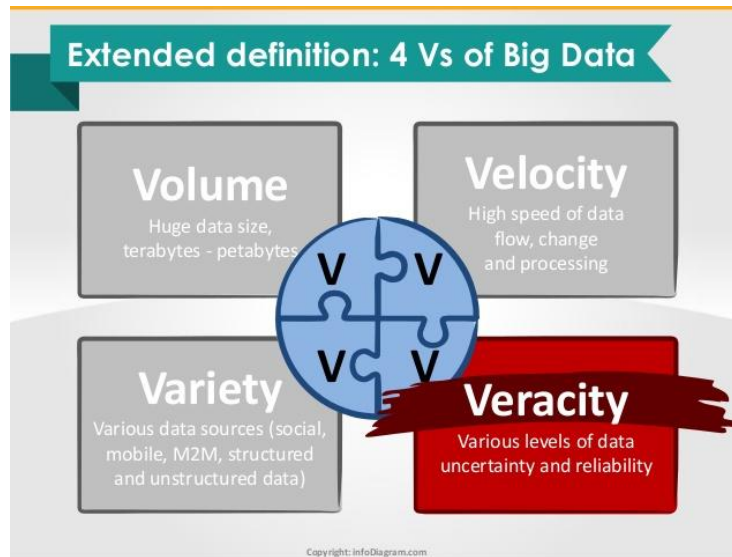 Extended definition: 4 Vs of Big Data
Volume
Huge data size,
terabytes - petabytes
Velocity
High speed of data
flow, change
and processing
V
V
V
V
Variety
Various data sources (social,
mobile, M2M, structured
and unstructured data)
Veracity
Various levels of data
uncertainty and reliability
Copyright: infoDiagram.com